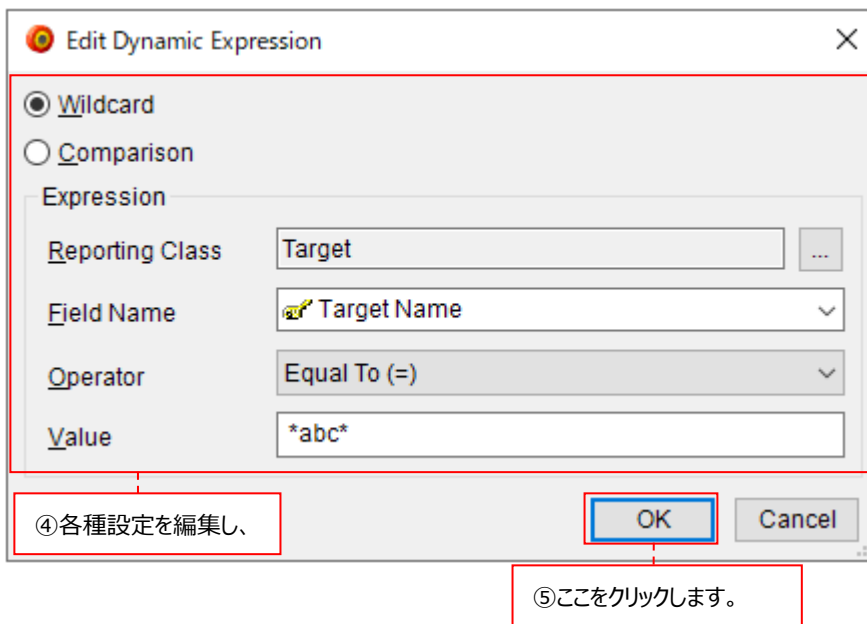 Edit Dynamic Expression
Wildcard
Comparison
Expression
Reporting Class Target ...
Field Name Target Name
Operator Equal To (=)
Value *abc*
④各種設定を編集し、
OK Cancel
⑤ここをクリックします。